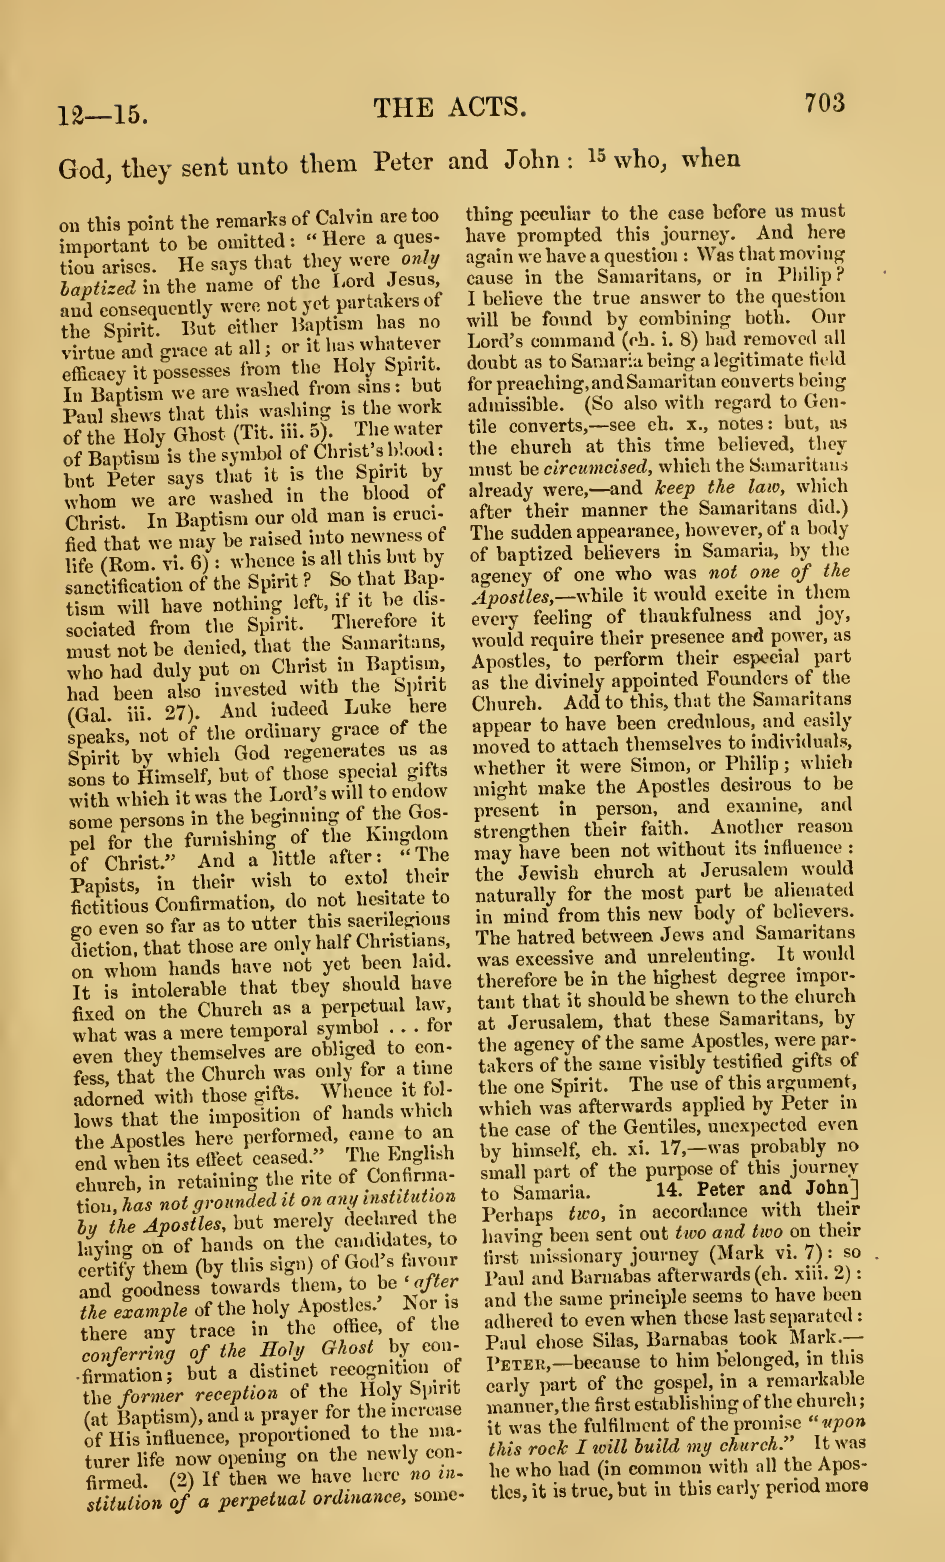 12—15.
THE ACTS.
703
God, they sent unto them Peter and John : 15 who, when
on this point the remarks of Calvin are too
important to be omitted: “Here a ques-
tion arises. He says that they were only
baptized in the name of the Lord Jesus,
and consequently were not yet partakers of
the Spirit. But either Baptism has no
virtue and grace at all; or it has whatever
efficacy it possesses from the Holy Spirit.
In Baptism we are washed from sins: but
Paul shews that this washing is the work
of the Holy Ghost (Tit. iii. 5). The water
of Baptism is the symbol of Christ's blood:
but Peter says that it is the Spirit by
whom we are washed in the blood of
Christ. In Baptism our old man is cruci-
fied that we may be raised into newness of
life (Rom. vi. 6) : whence is all this but by
sanctification of the Spirit? So that Bap-
tism will have nothing left, if it be dis-
sociated from the Spirit. Therefore it
must not be denied, that the Samaritans,
who had duly put on Christ in Baptism,
had been also invested with the Spirit
(Gal. iii. 27). And indeed Luke here
speaks, not of the ordinary grace of the
Spirit by which God regenerates us as
sons to Himself, but of those special gifts
with which it was the Lord's will to endow
some persons in the beginning of the Gos-
pel for the furnishing of the Kingdom
of Christ.” And a little after: “The
Papists, in their wish to extol their
fictitious Confirmation, do not hesitate to
go even so far as to utter this sacrilegious
diction, that those are only half Christians,
on whom hands have not yet been laid.
It is intolerable that they should have
fixed on the Church as a perpetual law,
what was a mere temporal symbol . . . for
even they themselves are obliged to con-
fess, that the Church was only for a time
adorned with those gifts. Whence it fol-
lows that the imposition of hands which
the Apostles here performed, came to an
end when its effect ceased.” The English
church, in retaining the rite of Confirma-
tion, has not grounded it on any institution
by the Apostles, but merely declared the
laying on of hands on the candidates, to
certify them (by this sign) of God's favour
and goodness towards them, to be ‘after
the example of the holy Apostles.’ Nor is
there any trace in the office, of the
conferring of the Holy Ghost by con-
firmation; but a distinct recognition of
the former reception of the Holy Spirit
(at Baptism), and a prayer for the increase
of His influence, proportioned to the ma-
turer life now opening on the newly con-
firmed. (2) If then we have here no in-
stitution of a perpetual ordinance, some-
thing peculiar to the case before us must
have prompted this journey. And here
again we have a question : Was that moving
cause in the Samaritans, or in Philip?
I believe the true answer to the question
will be found by combining both. Our
Lord's command (ch. i. 8) had removed all
doubt as to Samaria being a legitimate field
for preaching, and Samaritan converts being
admissible. (So also with regard to Gen-
tile converts,—see ch. x., notes: but, as
the church at this time believed, they
must be circumcised, which the Samaritans
already were,—and keep the law, which
after their manner the Samaritans did.)
The sudden appearance, however, of a body
of baptized believers in Samaria, by the
agency of one who was not one of the
Apostles,—while it would excite in them
every feeling of thankfulness and joy,
would require their presence and power, as
Apostles, to perform their especial part
as the divinely appointed Founders of the
Church. Add to this, that the Samaritans
appear to have been credulous, and easily
moved to attach themselves to individuals,
whether it were Simon, or Philip; which
might make the Apostles desirous to be
present in person, and examine, and
strengthen their faith. Another reason
may have been not without its influence :
the Jewish church at Jerusalem would
naturally for the most part be alienated
in mind from this new body of believers.
The hatred between Jews and Samaritans
was excessive and unrelenting. It would
therefore be in the highest degree impor-
tant that it should be shewn to the church
at Jerusalem, that these Samaritans, by
the agency of the same Apostles, were par-
takers of the same visibly testified gifts of
the one Spirit. The use of this argument,
which was afterwards applied by Peter in
the case of the Gentiles, unexpected even
by himself, ch. xi. 17,—was probably no
small part of the purpose of this journey
to Samaria. 14. Peter and John]
Perhaps two, in accordance with their
having been sent out two and two on their
first missionary journey (Mark vi. 7) : so
Paul and Barnabas afterwards (ch. xiii. 2) :
and the same principle seems to have been
adhered to even when these last separated :
Paul chose Silas, Barnabas took Mark.—
PETER,—because to him belonged, in this
early part of the gospel, in a remarkable
manner, the first establishing of the church;
it was the fulfilment of the promise “upon
this rock I will build my church.” It was
he who had (in common with all the Apos-
tles, it is true, but in this early period more